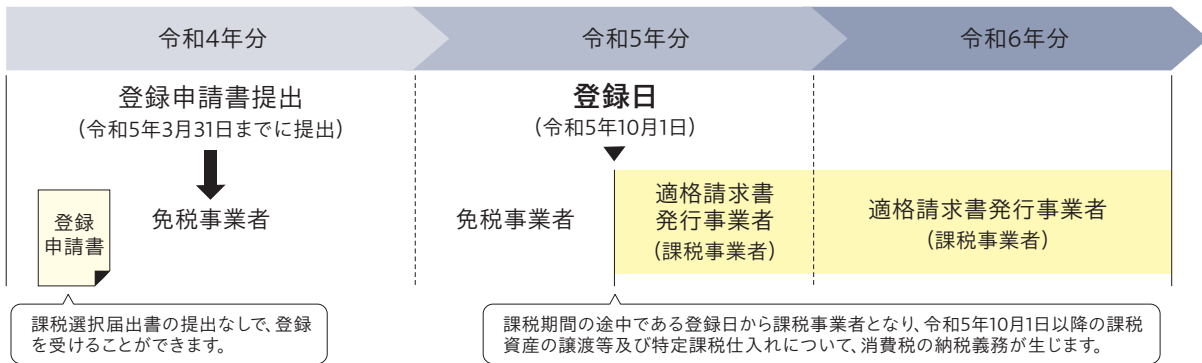 令和4年分
令和5年分
令和6年分
登録申請書提出
(令和5年3月31日までに提出)
登録日
(令和5年10月1日)
登録
申請書
免税事業者
免税事業者
適格請求書
発行事業者
(課税事業者)
適格請求書発行事業者
(課税事業者)
課税選択届出書の提出なしで、登録
を受けることができます。
課税期間の途中である登録日から課税事業者となり、令和5年10月1日以降の課税
資産の譲渡等及び特定課税仕入れについて、消費税の納税義務が生じます。